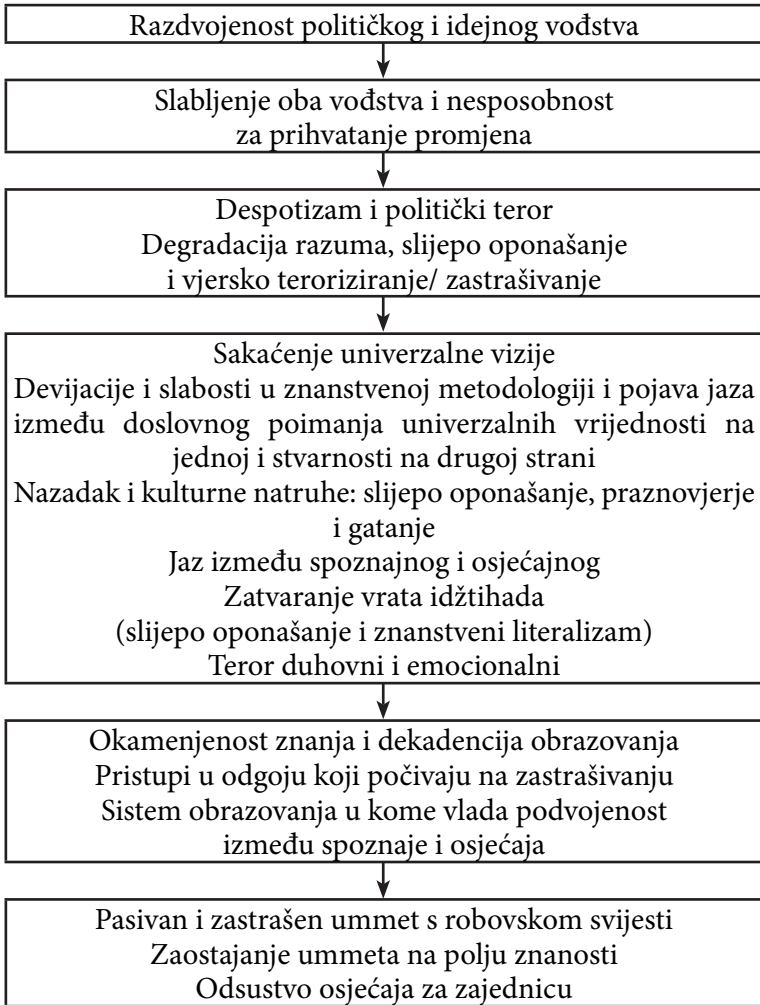 Razdvojenost političkog i idejnog vođstva
Slabljenje oba vođstva i nesposobnost
za prihvatanje promjena
Despotizam i politički teror
Degradacija razuma, slijepo oponašanje
i vjersko teroriziranje/ zastrašivanje
Sakaćenje univerzalne vizije
Devijacije i slabosti u znanstvenoj metodologiji i pojava jaza
između doslovnog poimanja univerzalnih vrijednosti na
jednoj i stvarnosti na drugoj strani
Nazadak i kulturne natruhe: slijepo oponašanje, praznovjerje
i gatanje
Jaz između spoznajnog i osjećajnog
Zatvaranje vrata idžtihada
(slijepo oponašanje i znanstveni literalizam)
Teror duhovni i emocionalni
Okamenjenost znanja i dekadencija obrazovanja
Pristupi u odgoju koji počivaju na zastrašivanju
Sistem obrazovanja u kome vlada podvojenost
između spoznaje i osjećaja
Pasivan i zastrašen ummet s robovskom svijesti
Zaostajanje ummeta na polju znanosti
Odsustvo osjećaja za zajednicu